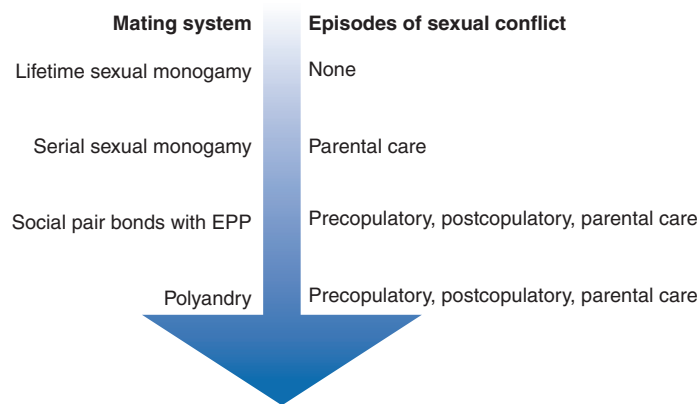 Mating system Episodes of sexual conflict
Lifetime sexual monogamy None
Serial sexual monogamy Parental care
Social pair bonds with EPP Precopulatory, postcopulatory, parental care
Polyandry Precopulatory, postcopulatory, parental care